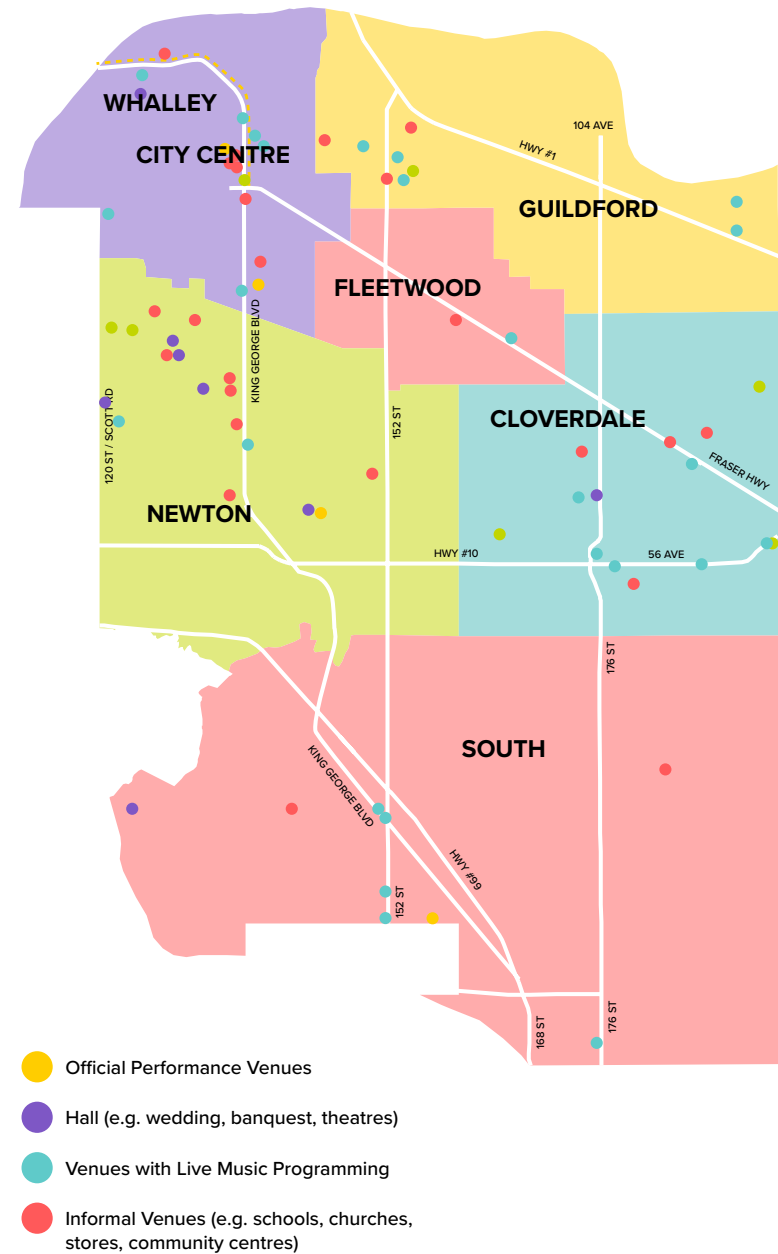 WHALLEY
CITY CENTRE
104 AVE
HWY #1
GUILDFORD
FLEETWOOD
KING GEORGE BLVD
120 ST / SCOTT RD
152 ST
CLOVERDALE
FRASER HWY
NEWTON
HWY #10
56 AVE
176 ST
SOUTH
KING GEORGE BLVD
HWY #99
152 ST
168 ST
176 ST
Official Performance Venues
Hall (e.g. wedding, banquest, theatres)
Venues with Live Music Programming
Informal Venues (e.g. schools, churches,
stores, community centres)